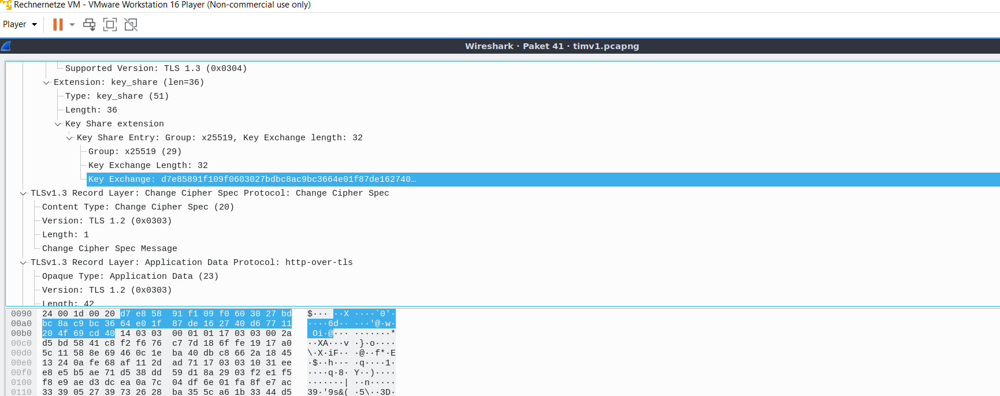 Rechnernetze VM - VMware Workstation 16 Player (Non-commercial use only)
Player
Wireshark · Paket 41 · timv1.pcapng
Supported Version: TLS 1.3 (0x0304)
Extension: key_share (len=36)
Type: key_share (51)
Length: 36
Key Share extension
Key Share Entry: Group: x25519, Key Exchange length: 32
Group: x25519 (29)
Key Exchange Length: 32
Key Exchange: d7e85891f109f0603027bdbc8ac9bc3664e01f87de162740…
TLSv1.3 Record Layer: Change Cipher Spec Protocol: Change Cipher Spec
Content Type: Change Cipher Spec (20)
Version: TLS 1.2 (0x0303)
Length: 1
Change Cipher Spec Message
TLSv1.3 Record Layer: Application Data Protocol: http-over-tls
Opaque Type: Application Data (23)
Version: TLS 1.2 (0x0303)
Length: 42
0090 24 00 1d 00 20 d7 e8 58 91 f1 09 f0 60 30 27 bd $··· ··X ····`0'·
00a0 bc 8a c9 bc 36 64 e0 1f 87 de 16 27 40 d6 77 11 ····6d·· ···'@·w·
00b0 20 4f 69 cd 40 14 03 03 00 01 01 17 03 03 00 2a Oi·@··· ·······*
00c0 d5 bd 58 41 c8 f2 f6 76 c7 7d 18 6f fe 19 17 a0 ··XA···v ·}·o····
00d0 5c 11 58 8e 69 46 0c 1e ba 40 db c8 66 2a 18 45 \·X·iF·· ·@··f*·E
00e0 13 24 0a fe 68 af 11 2d ad 71 17 03 03 10 31 ee ·$··h··- ·q····1·
00f0 e8 e5 b5 ae 71 d5 38 dd 59 d1 8a 29 03 f2 e1 f5 ····q·8· Y··)····
0100 f8 e9 ae d3 dc ea 0a 7c 04 df 6e 01 fa 8f e7 ac ·······| ··n·····
0110 33 39 05 27 39 73 26 28 ba 35 5c a6 1b 33 44 d5 39·'9s&( ·5\··3D·